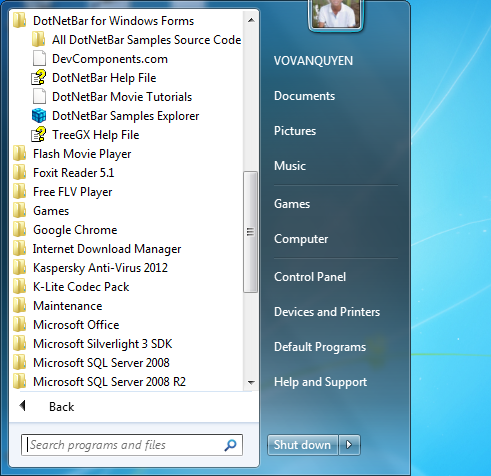 DotNetBar for Windows Forms
All DotNetBar Samples Source Code
DevComponents.com
DotNetBar Help File
DotNetBar Movie Tutorials
DotNetBar Samples Explorer
TreeGX Help File
Flash Movie Player
Foxit Reader 5.1
Free FLV Player
Games
Google Chrome
Internet Download Manager
Kaspersky Anti-Virus 2012
K-Lite Codec Pack
Maintenance
Microsoft Office
Microsoft Silverlight 3 SDK
Microsoft SQL Server 2008
Microsoft SQL Server 2008 R2
Back
Search programs and files
VOVANQUYEN
Documents
Pictures
Music
Games
Computer
Control Panel
Devices and Printers
Default Programs
Help and Support
Shut down